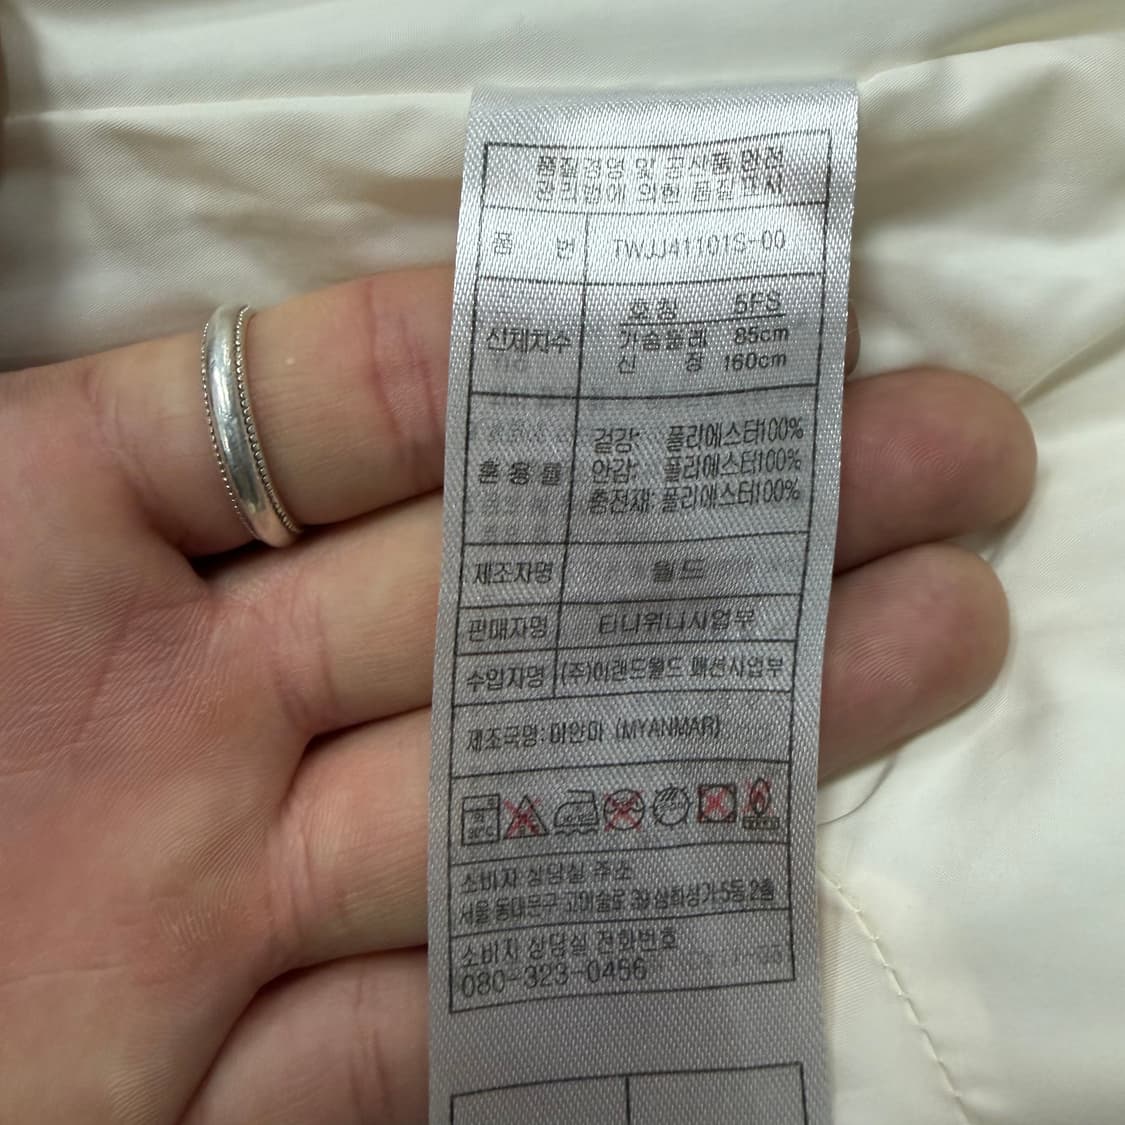 품질경영 및 공산품 안전
관리법에 의한 품질표시
품 번 TWJJ41101S-00
호칭 5FS
신체치수 가슴둘레 85cm
신 장 160cm
겉감: 폴리에스터100%
혼용률 안감: 폴리에스터100%
충전재: 폴리에스터100%
제조자명 월드
판매자명 티니위니사업부
수입자명 (주)이랜드월드 패션사업부
제조국명: 미얀마 (MYANMAR)
소비자 상담실 주소
서울 동대문구 고미술로 39 삼희상가 5동 2층
소비자 상담실 전화번호
080-323-0456